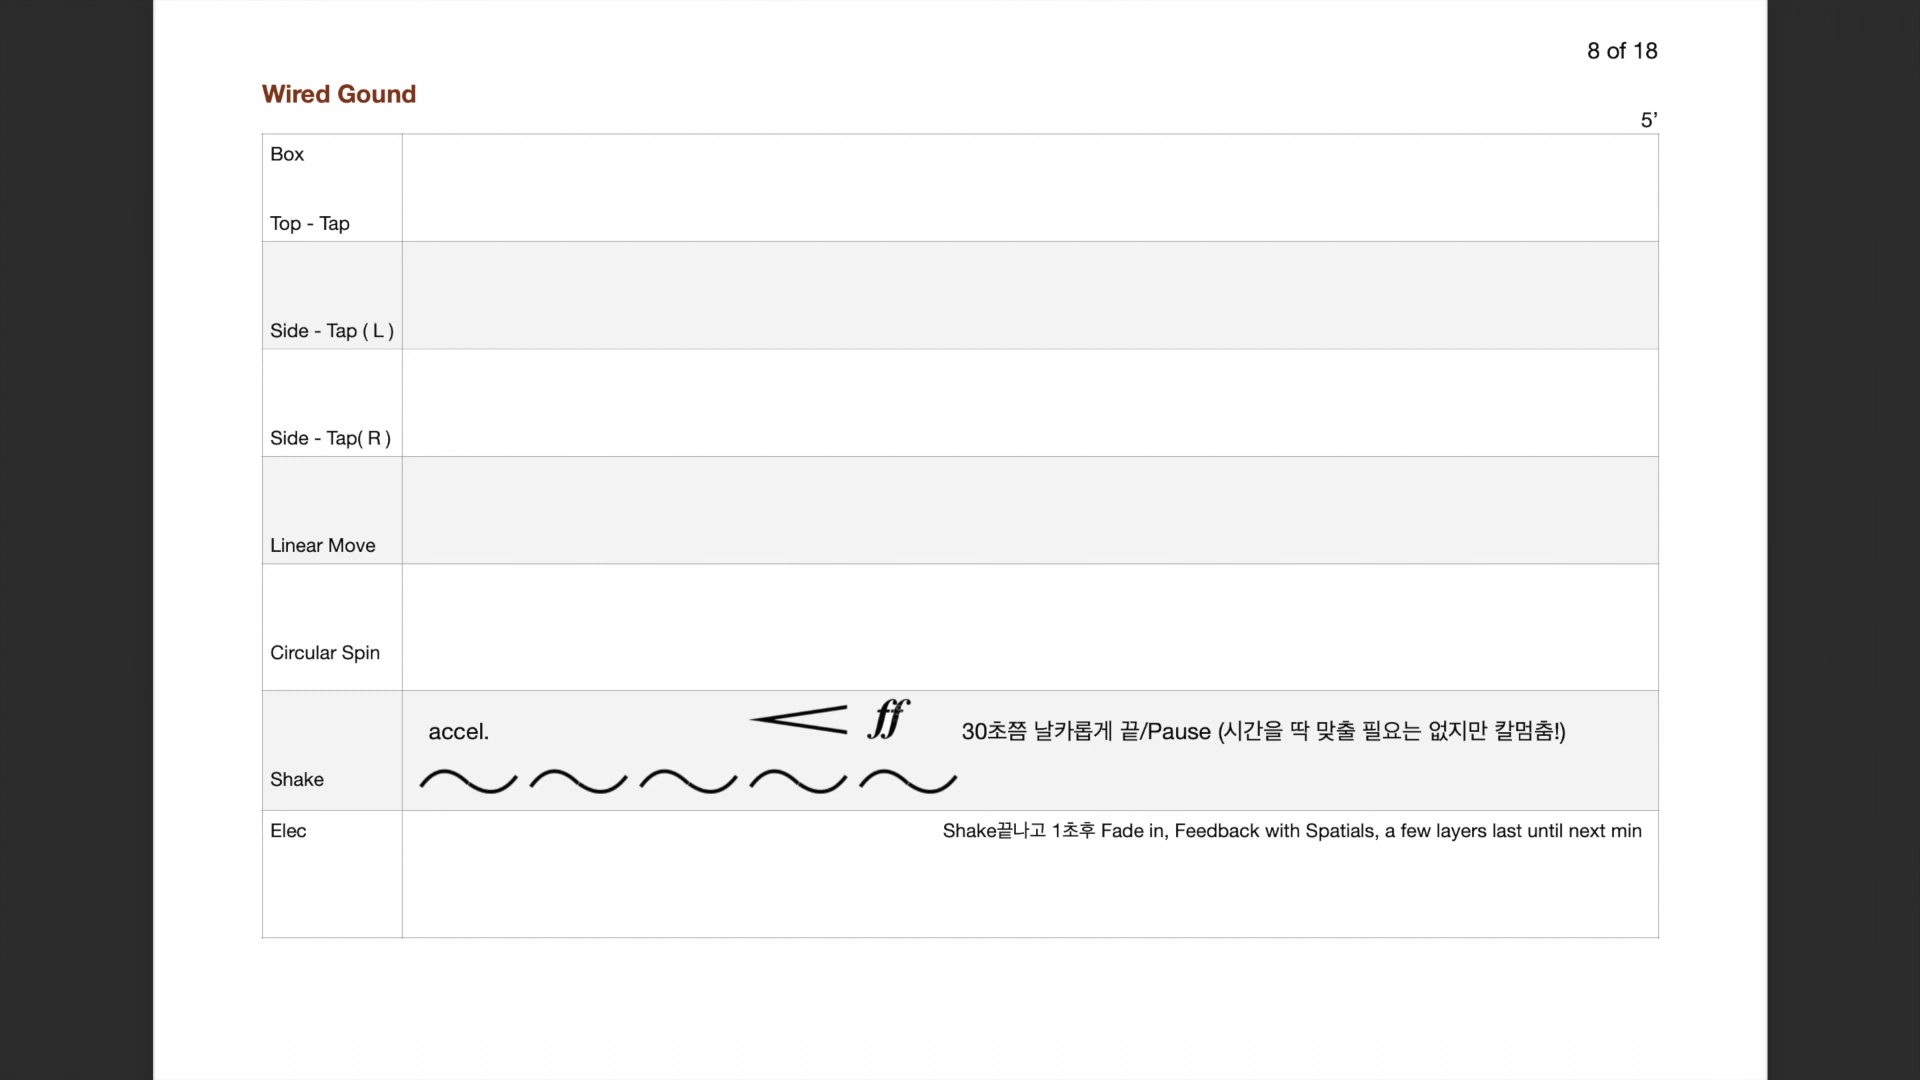 8 of 18
Wired Gound
5’
Box
Top - Tap
Side - Tap ( L )
Side - Tap( R )
Linear Move
Circular Spin
accel.
ff
30초쯤 날카롭게 끝/Pause (시간을 딱 맞출 필요는 없지만 칼멈춤!)
Shake
Elec
Shake끝나고 1초후 Fade in, Feedback with Spatials, a few layers last until next min